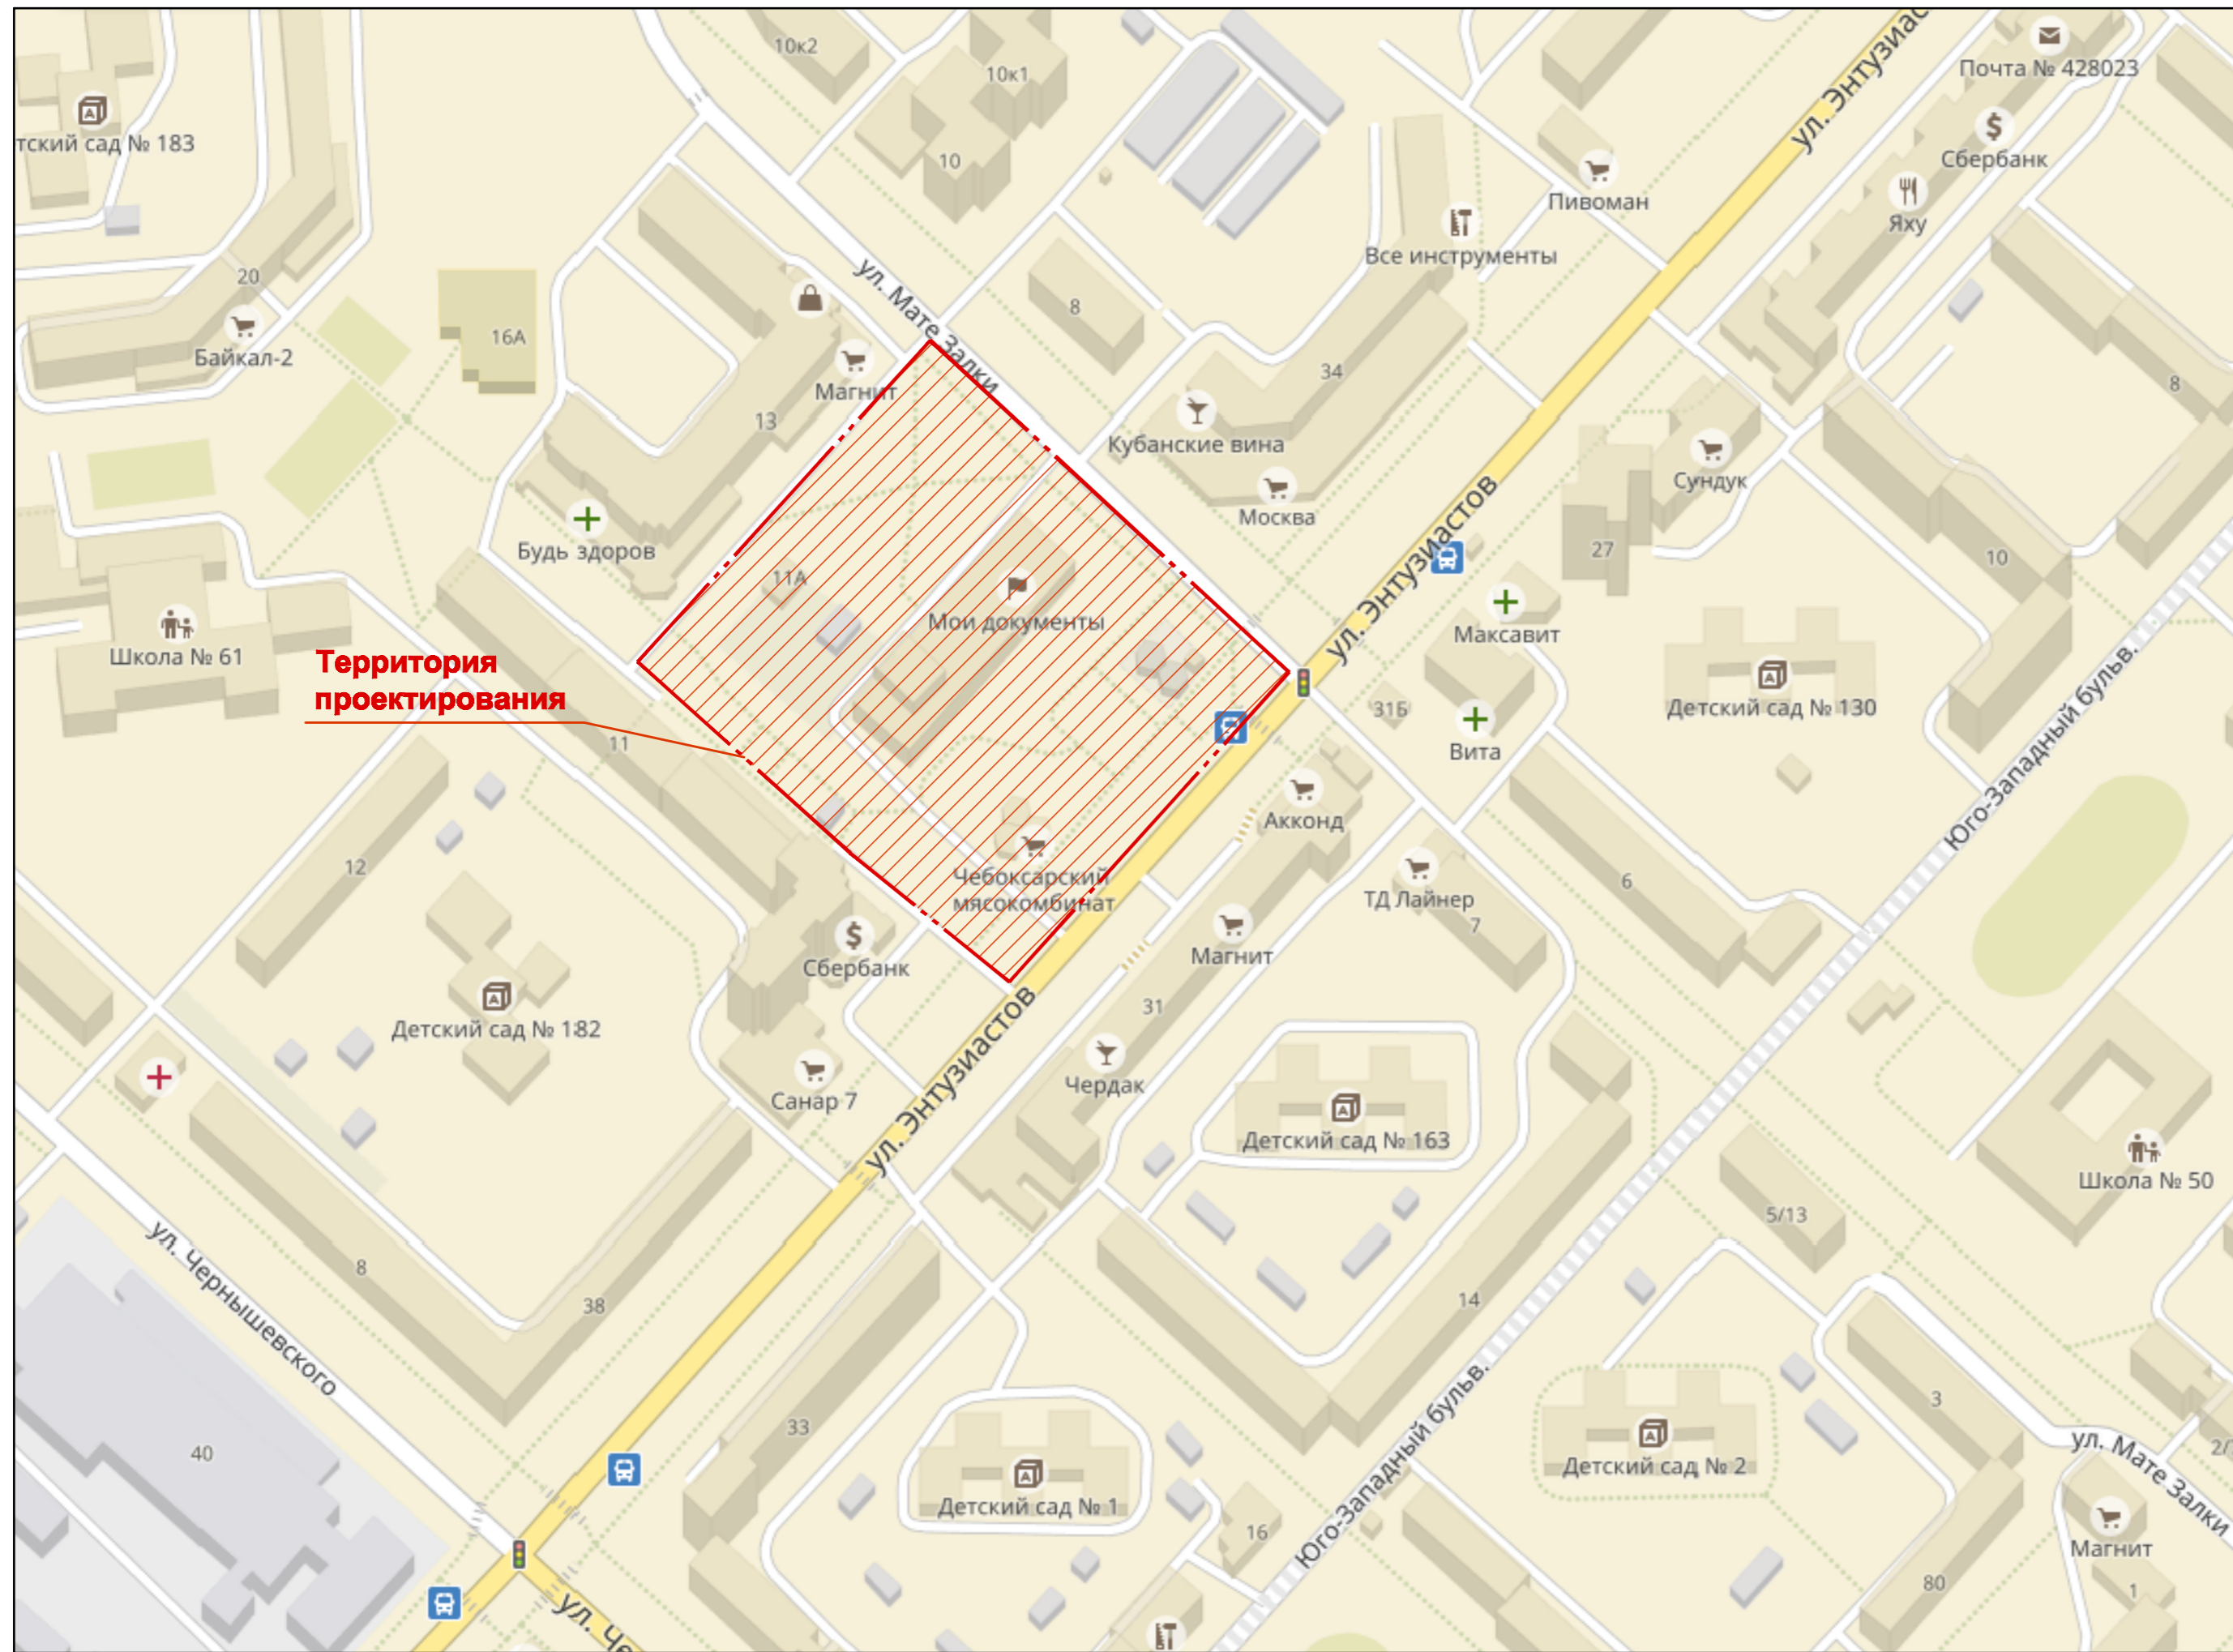 10к2
10к1
ул. Энтузиас
Почта № 428023
тский сад № 183
Сбербанк
10
Пивоман
Яху
Все инструменты
20
ул. Мате Залки
8
16А
Байкал-2
Магнит
34
8
13
Кубанские вина
Сундук
Москва
ул. Энтузиастов
Будь здоров
27
10
11А
Мои документы
Максавит
Школа № 61
Территория
проектирования
31Б
Детский сад № 130
Юго-Западный бульв.
11
Вита
Акконд
12
Чебоксарский
мясокомбинат
ТД Лайнер
6
7
Сбербанк
Магнит
31
Детский сад № 182
ул. Энтузиастов
Чердак
Санар 7
Детский сад № 163
Школа № 50
5/13
ул. Чернышевского
8
38
14
3
33
Юго-Западный бульв.
40
Детский сад № 2
ул. Мате Залки
2/
Детский сад № 1
16
Магнит
80
1
ул. Че